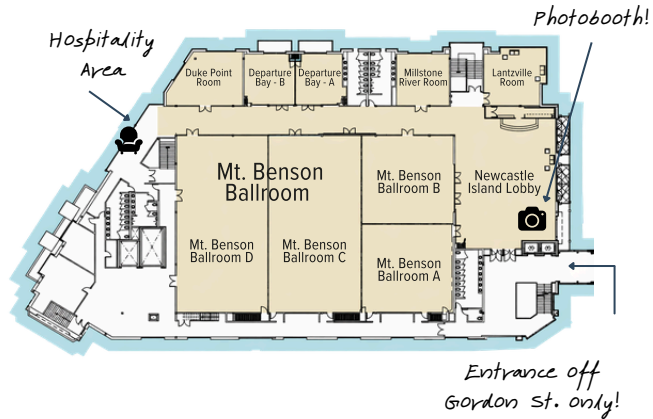 Photobooth!
Hospitality
Area
Duke Point
Room
Departure
Bay - B
Departure
Bay - A
Millstone
River Room
Lantzville
Room
Mt. Benson
Ballroom
Mt. Benson
Ballroom B
Newcastle
Island Lobby
Mt. Benson
Ballroom D
Mt. Benson
Ballroom C
Mt. Benson
Ballroom A
Entrance off
Gordon St. only!